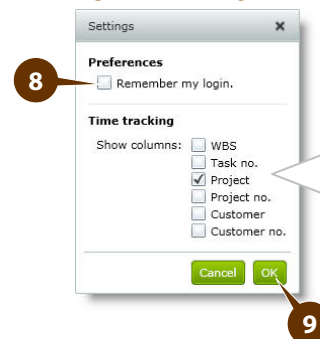 Settings
Preferences
8
Remember my login.
Time tracking
Show columns: WBS
Task no.
Project
Project no.
Customer
Customer no.
Cancel OK
9